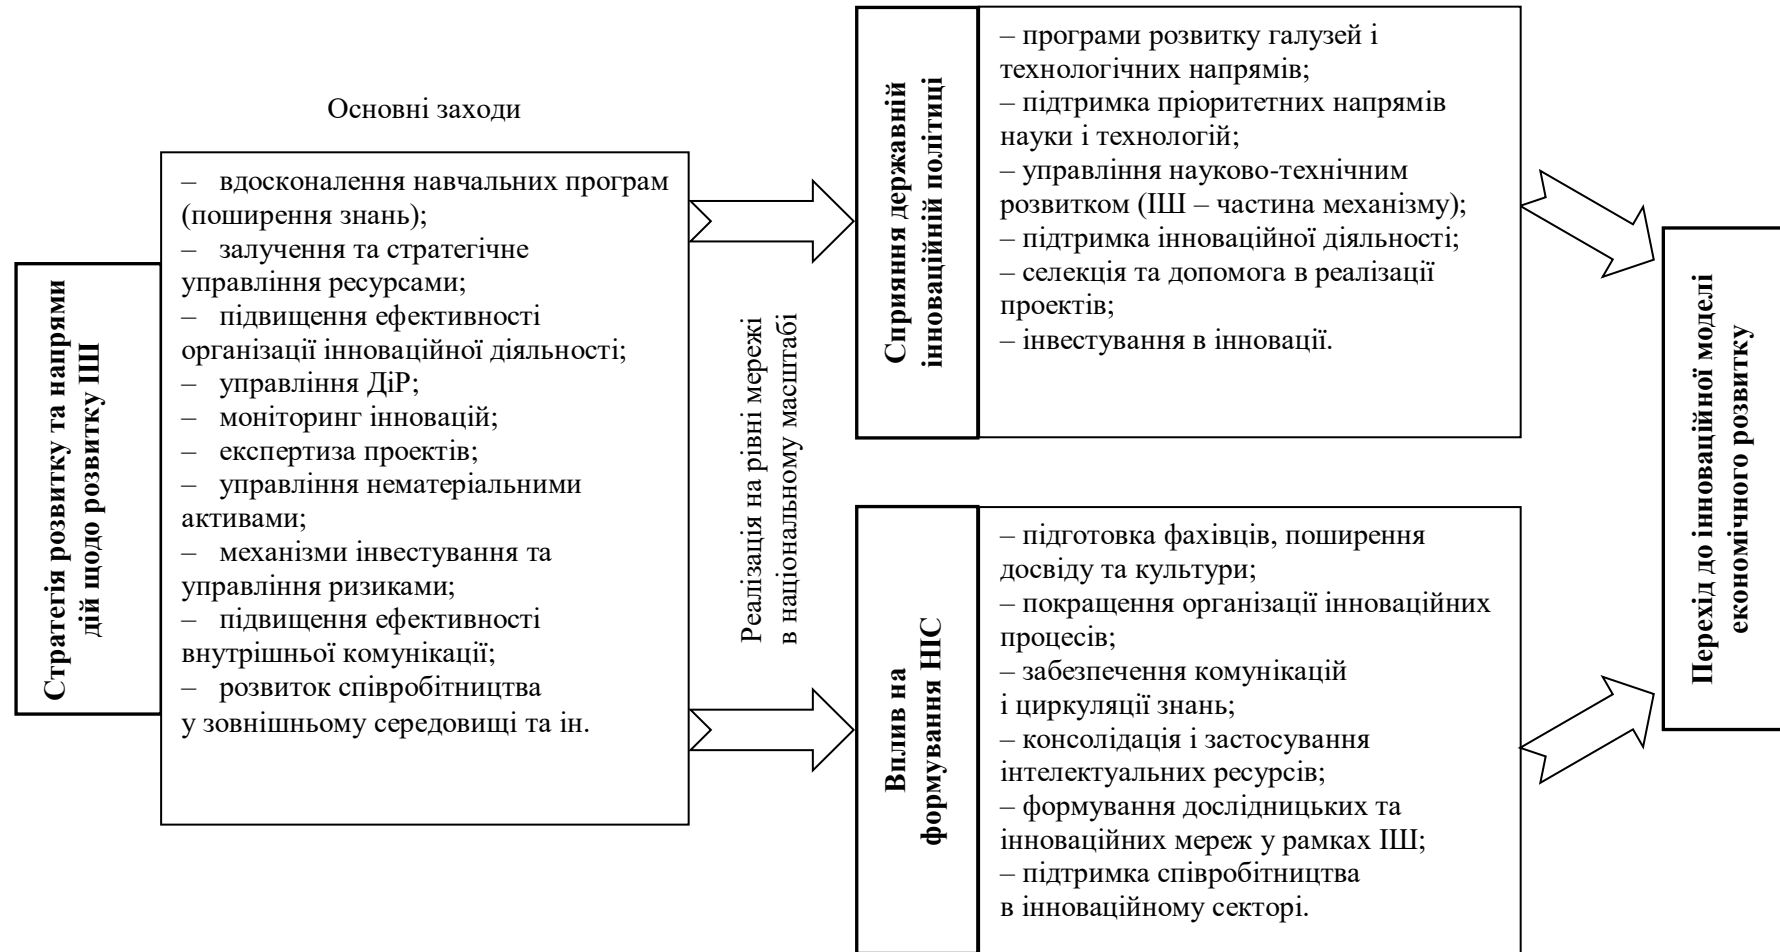 Основні заходи
Стратегія розвитку та напрями
дій щодо розвитку ІШ
– вдосконалення навчальних програм
(поширення знань);
– залучення та стратегічне
управління ресурсами;
– підвищення ефективності
організації інноваційної діяльності;
– управління ДіР;
– моніторинг інновацій;
– експертиза проектів;
– управління нематеріальними
активами;
– механізми інвестування та
управління ризиками;
– підвищення ефективності
внутрішньої комунікації;
– розвиток співробітництва
у зовнішньому середовищі та ін.
Реалізація на рівні мережі
в національному масштабі
Сприяння державній
інноваційній політиці
– програми розвитку галузей і
технологічних напрямів;
– підтримка пріоритетних напрямів
науки і технологій;
– управління науково-технічним
розвитком (ІШ – частина механізму);
– підтримка інноваційної діяльності;
– селекція та допомога в реалізації
проектів;
– інвестування в інновації.
Вплив на
формування НІС
– підготовка фахівців, поширення
досвіду та культури;
– покращення організації інноваційних
процесів;
– забезпечення комунікацій
і циркуляції знань;
– консолідація і застосування
інтелектуальних ресурсів;
– формування дослідницьких та
інноваційних мереж у рамках ІШ;
– підтримка співробітництва
в інноваційному секторі.
Перехід до інноваційної моделі
економічного розвитку